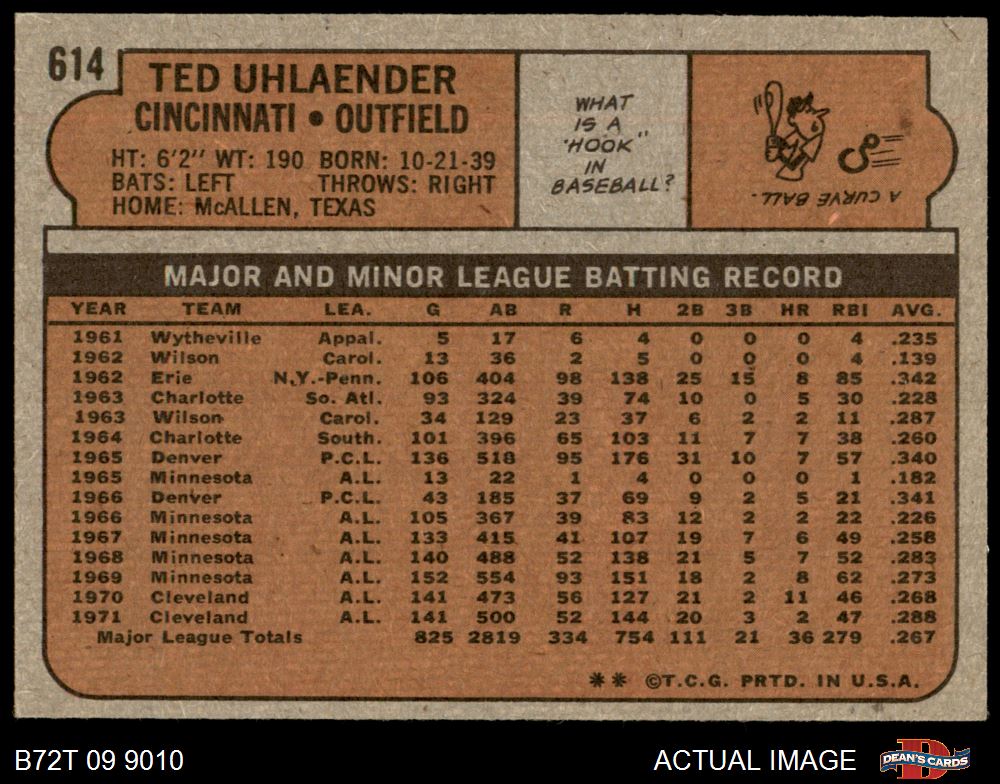 614
TED UHLAENDER
CINCINNATI • OUTFIELD
HT: 6'2" WT: 190 BORN: 10-21-39
BATS: LEFT THROWS: RIGHT
HOME: McALLEN, TEXAS
WHAT
IS A
"HOOK"
IN
BASEBALL?
A CURVE BALL.
MAJOR AND MINOR LEAGUE BATTING RECORD
YEAR TEAM LEA. G AB R H 2B 3B HR RBI AVG.
1961 Wytheville Appal. 5 17 6 4 0 0 0 4 .235
1962 Wilson Carol. 13 36 2 5 0 0 0 4 .139
1962 Erie N.Y.-Penn. 106 404 98 138 25 15 8 85 .342
1963 Charlotte So. Atl. 93 324 39 74 10 0 5 30 .228
1963 Wilson Carol. 34 129 23 37 6 2 2 11 .287
1964 Charlotte South. 101 396 65 103 11 7 7 38 .260
1965 Denver P.C.L. 136 518 95 176 31 10 7 57 .340
1965 Minnesota A.L. 13 22 1 4 0 0 0 1 .182
1966 Denver P.C.L. 43 185 37 69 9 2 5 21 .341
1966 Minnesota A.L. 105 367 39 83 12 2 2 22 .226
1967 Minnesota A.L. 133 415 41 107 19 7 6 49 .258
1968 Minnesota A.L. 140 488 52 138 21 5 7 52 .283
1969 Minnesota A.L. 152 554 93 151 18 2 8 62 .273
1970 Cleveland A.L. 141 473 56 127 21 2 11 46 .268
1971 Cleveland A.L. 141 500 52 144 20 3 2 47 .288
Major League Totals 825 2819 334 754 111 21 36 279 .267
** ©T.C.G. PRTD. IN U.S.A.
B72T 09 9010 ACTUAL IMAGE
DEAN'S CARDS